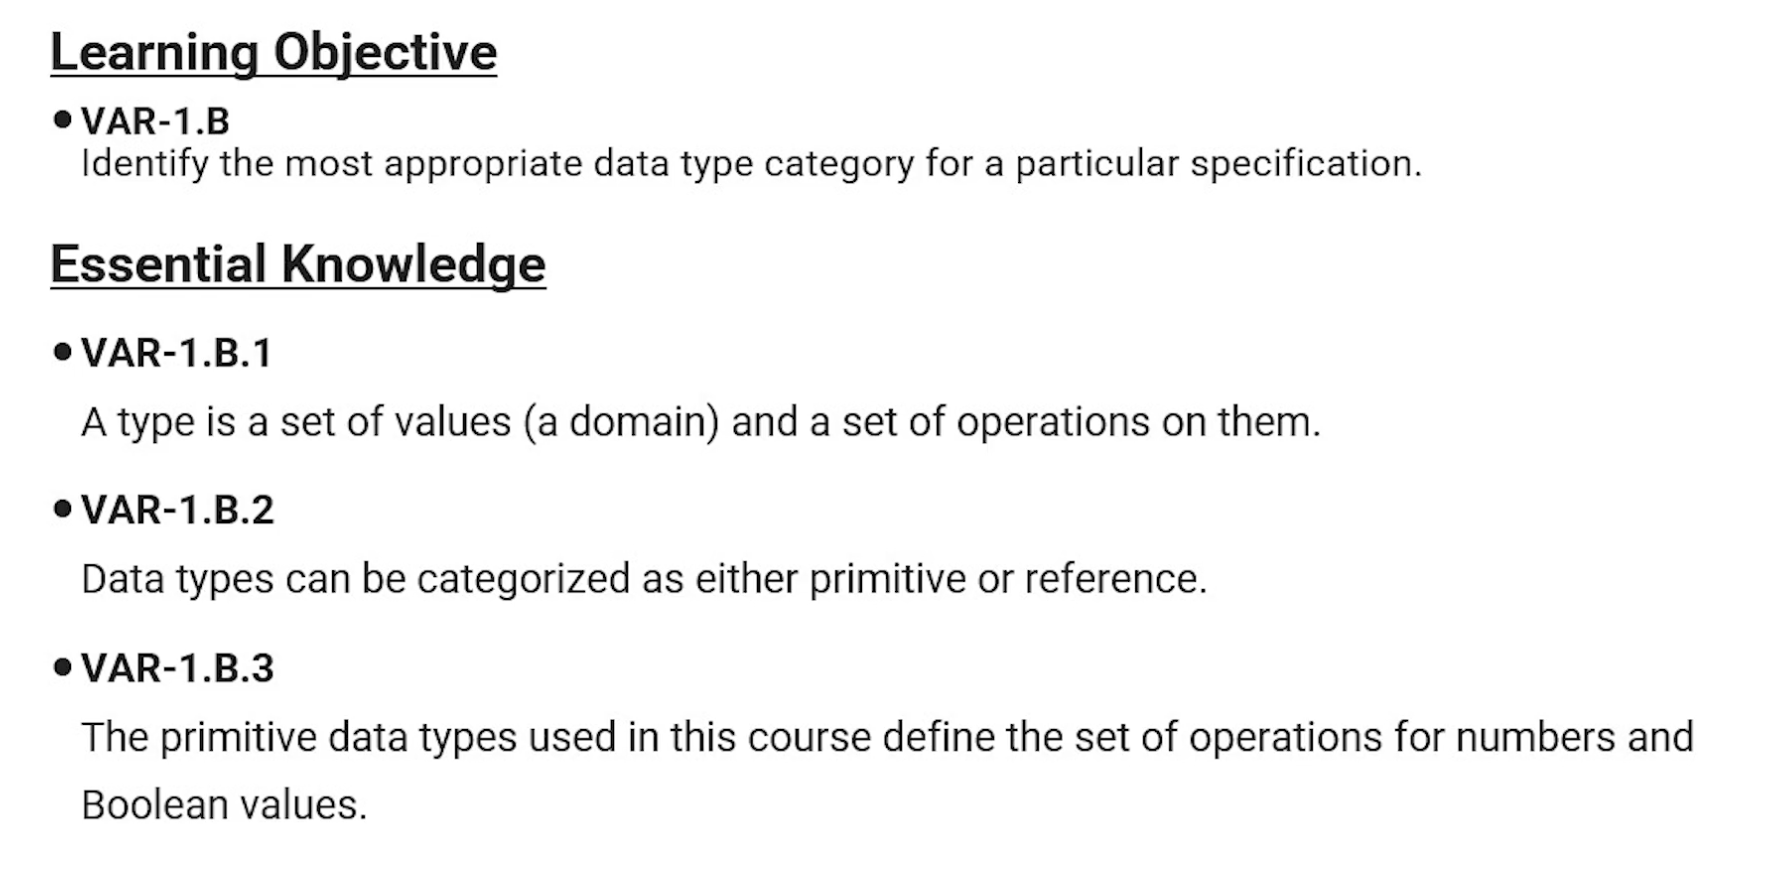 Learning Objective
• VAR-1.B
Identify the most appropriate data type category for a particular specification.
Essential Knowledge
• VAR-1.B.1
A type is a set of values (a domain) and a set of operations on them.
• VAR-1.B.2
Data types can be categorized as either primitive or reference.
• VAR-1.B.3
The primitive data types used in this course define the set of operations for numbers and
Boolean values.